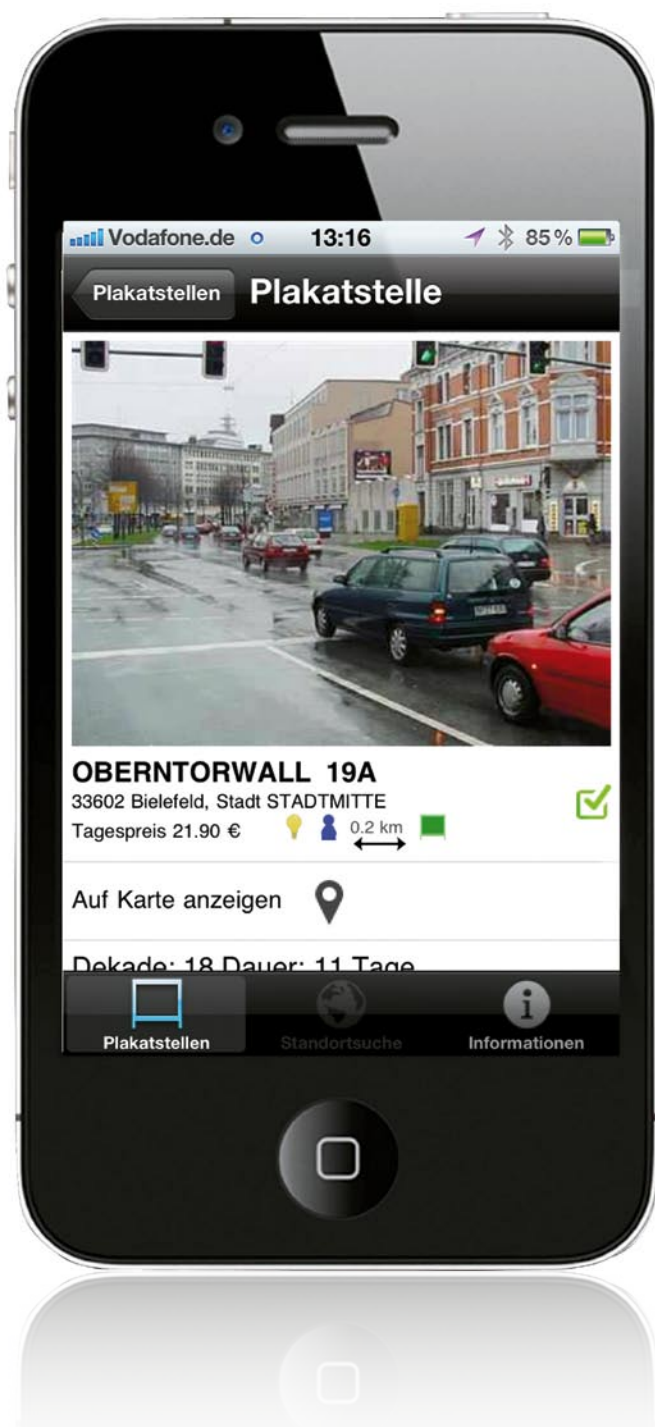 Vodafone.de 13:16 85%
Plakatstellen Plakatstelle
OBERNTORWALL 19A
33602 Bielefeld, Stadt STADTMITTE
Tagespreis 21.90 € 0.2 km
Auf Karte anzeigen
Dekade: 18 Dauer: 11 Tage
Plakatstellen Standortsuche Informationen